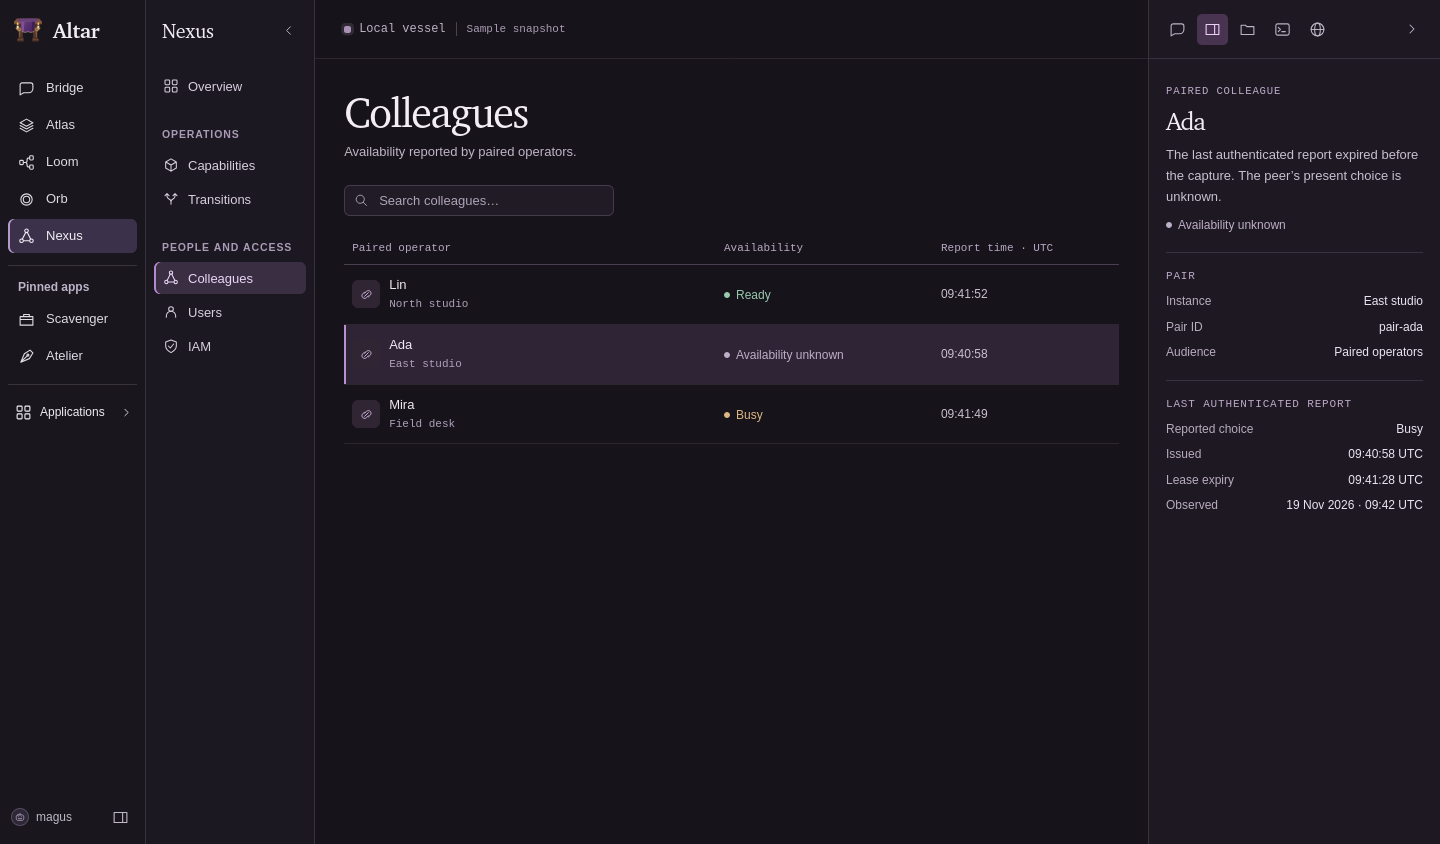 Altar
Bridge
Atlas
Loom
Orb
Nexus
Pinned apps
Scavenger
Atelier
Applications
magus
Nexus
Overview
OPERATIONS
Capabilities
Transitions
PEOPLE AND ACCESS
Colleagues
Users
IAM
Local vessel
Sample snapshot
Colleagues
Availability reported by paired operators.
Search colleagues…
Paired operator Availability Report time · UTC
Lin
North studio
Ready
09:41:52
Ada
East studio
Availability unknown
09:40:58
Mira
Field desk
Busy
09:41:49
PAIRED COLLEAGUE
Ada
The last authenticated report expired before
the capture. The peer’s present choice is
unknown.
Availability unknown
PAIR
Instance East studio
Pair ID pair-ada
Audience Paired operators
LAST AUTHENTICATED REPORT
Reported choice Busy
Issued 09:40:58 UTC
Lease expiry 09:41:28 UTC
Observed 19 Nov 2026 · 09:42 UTC